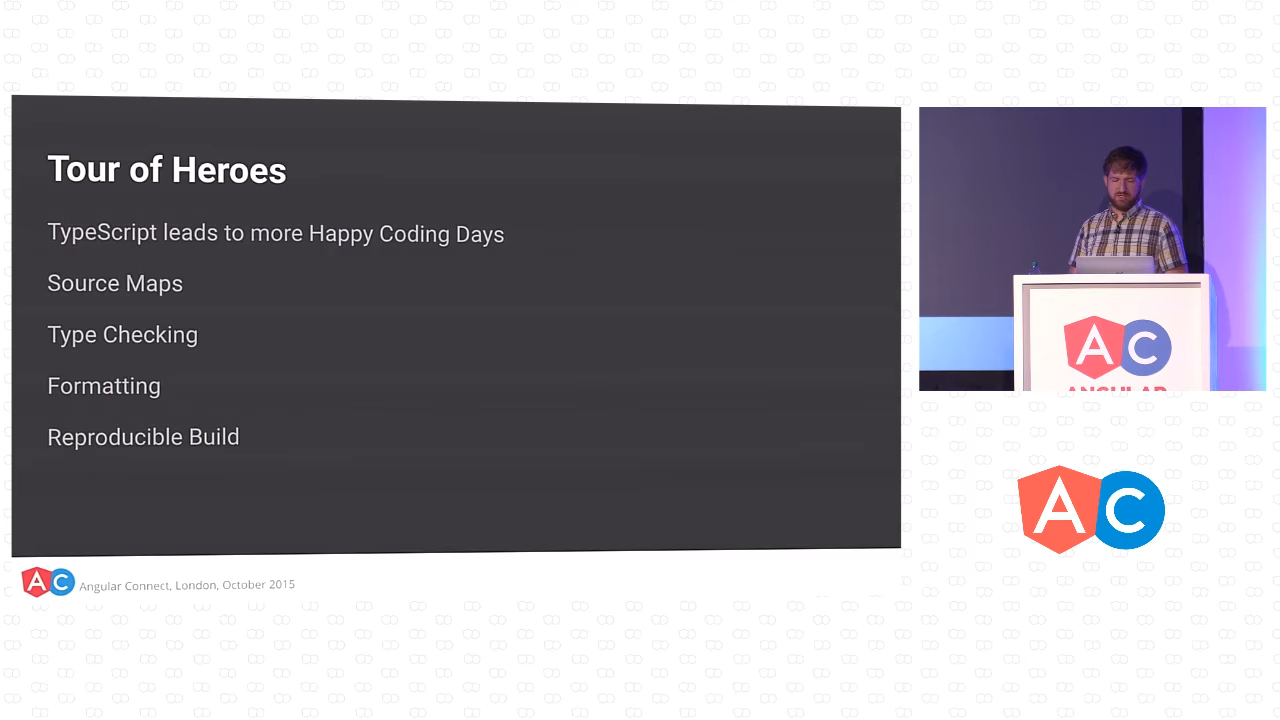 Tour of Heroes
TypeScript leads to more Happy Coding Days
Source Maps
Type Checking
Formatting
Reproducible Build
AC Angular Connect, London, October 2015
AC
ANGULAR
AC